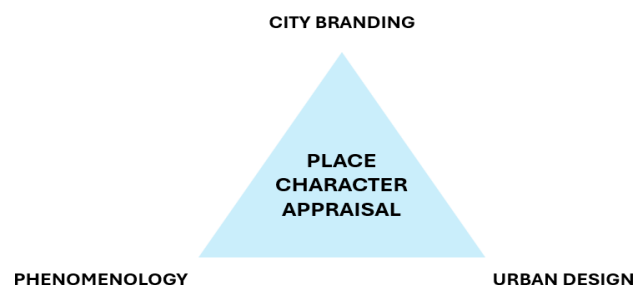 CITY BRANDING
PLACE
CHARACTER
APPRAISAL
PHENOMENOLOGY
URBAN DESIGN